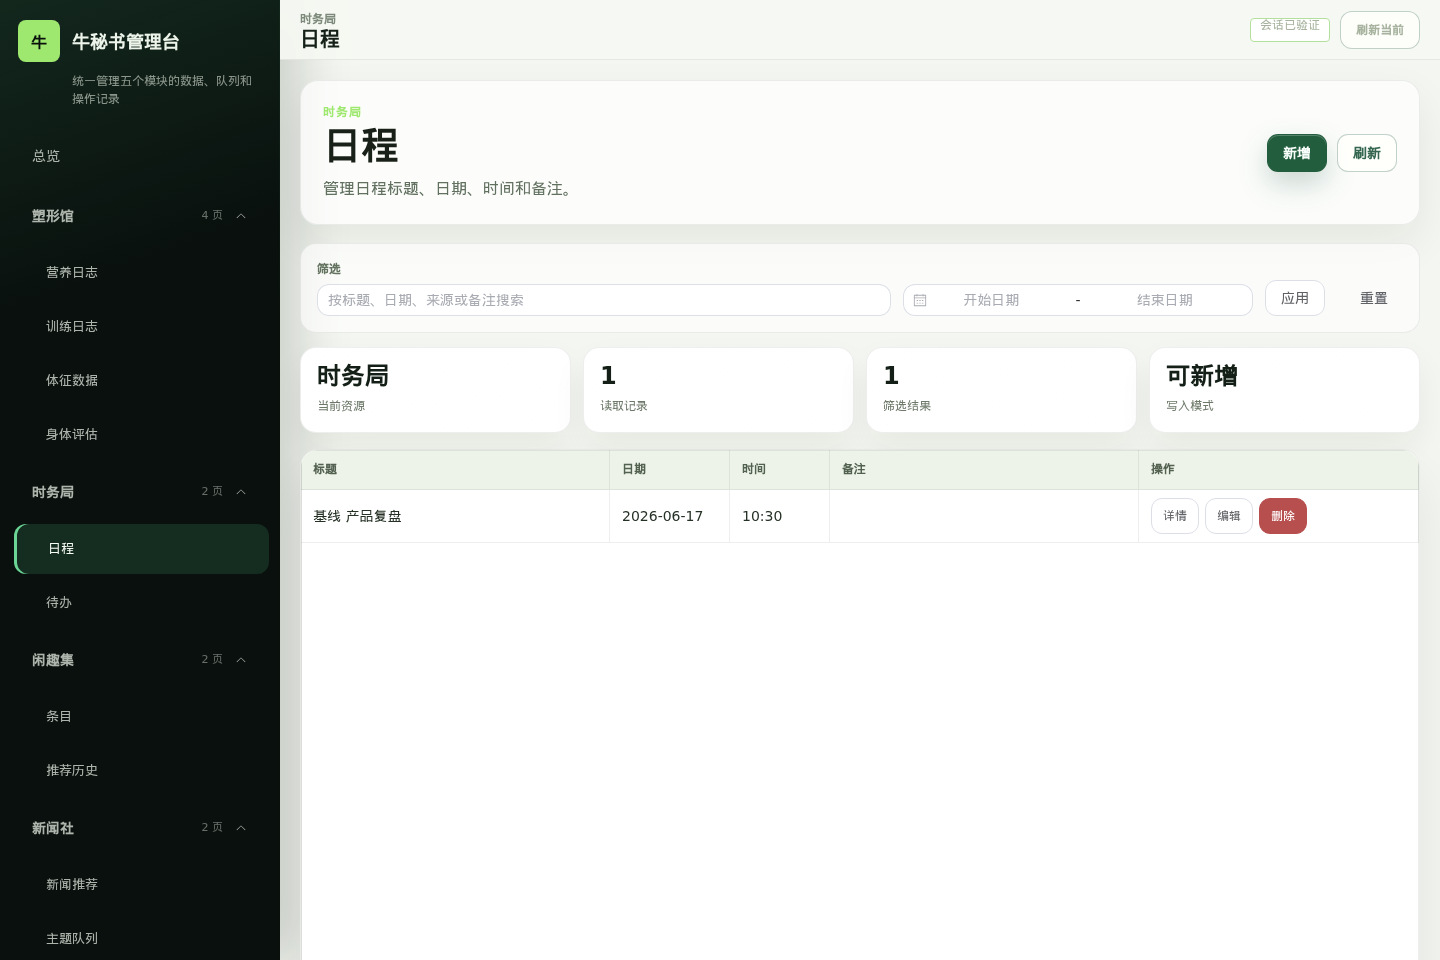 牛
牛秘书管理台
统一管理五个模块的数据、队列和
操作记录
总览
塑形馆 4 页
营养日志
训练日志
体征数据
身体评估
时务局 2 页
日程
待办
闲趣集 2 页
条目
推荐历史
新闻社 2 页
新闻推荐
主题队列
时务局
日程
会话已验证
刷新当前
时务局
日程
管理日程标题、日期、时间和备注。
新增
刷新
筛选
按标题、日期、来源或备注搜索
开始日期 - 结束日期
应用
重置
时务局
当前资源
1
读取记录
1
筛选结果
可新增
写入模式
标题 日期 时间 备注 操作
基线 产品复盘 2026-06-17 10:30 详情 编辑 删除